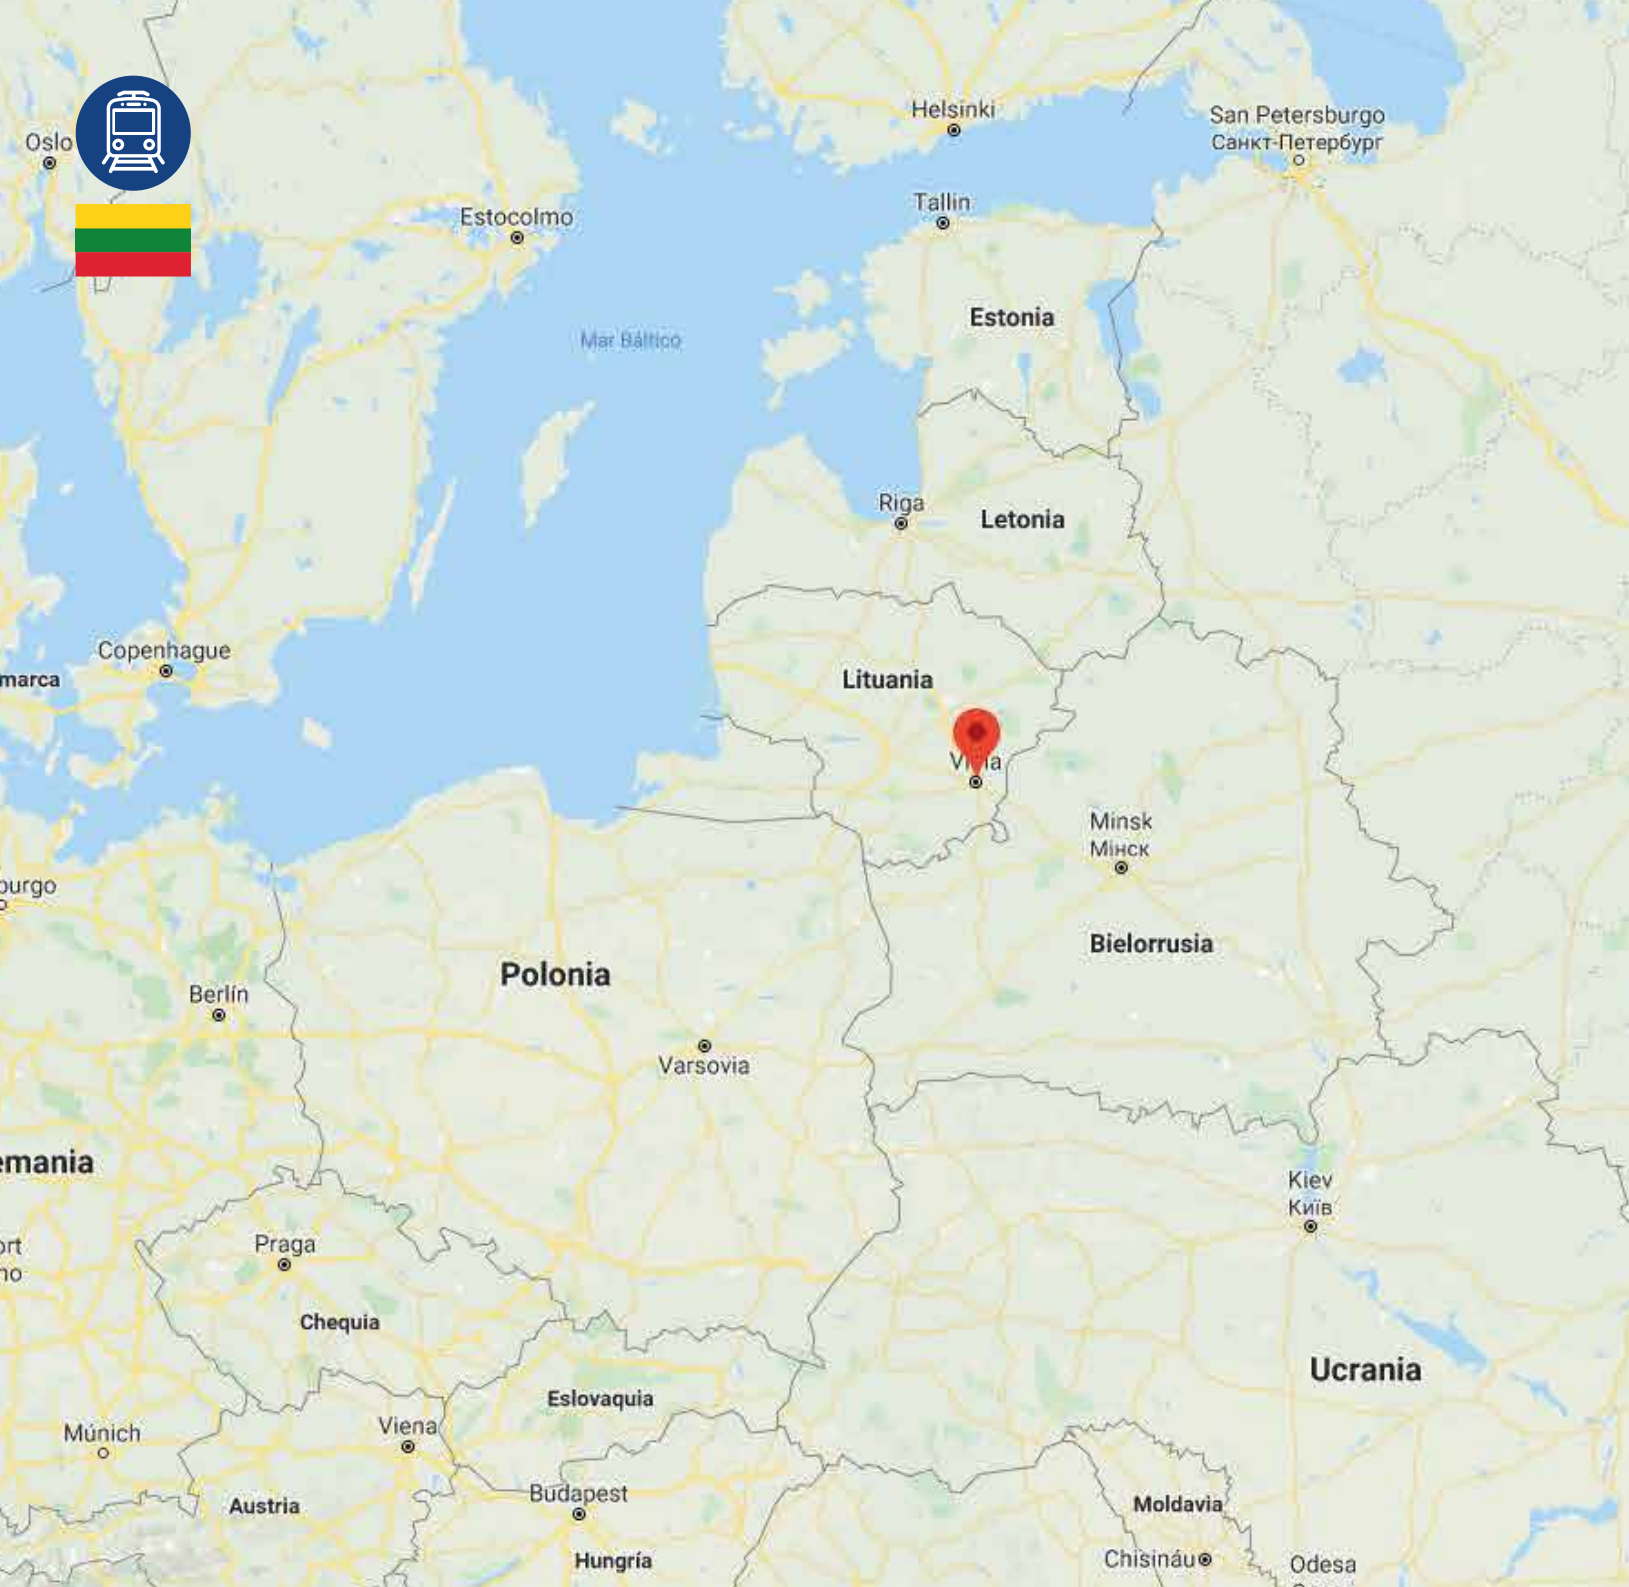 Helsinki
San Petersburgo
Санкт-Петербург
Oslo
Tallin
Estocolmo
Estonia
Mar Báltico
Riga
Letonia
Copenhague
marca
Lituania
Minsk
Мінск
burgo
Bielorrusia
Polonia
Berlín
Varsovia
emania
Kiev
Київ
ort
no
Praga
Chequia
Ucrania
Eslovaquia
Múnich
Viena
Budapest
Austria
Moldavia
Hungría
Chisináu
Odesa